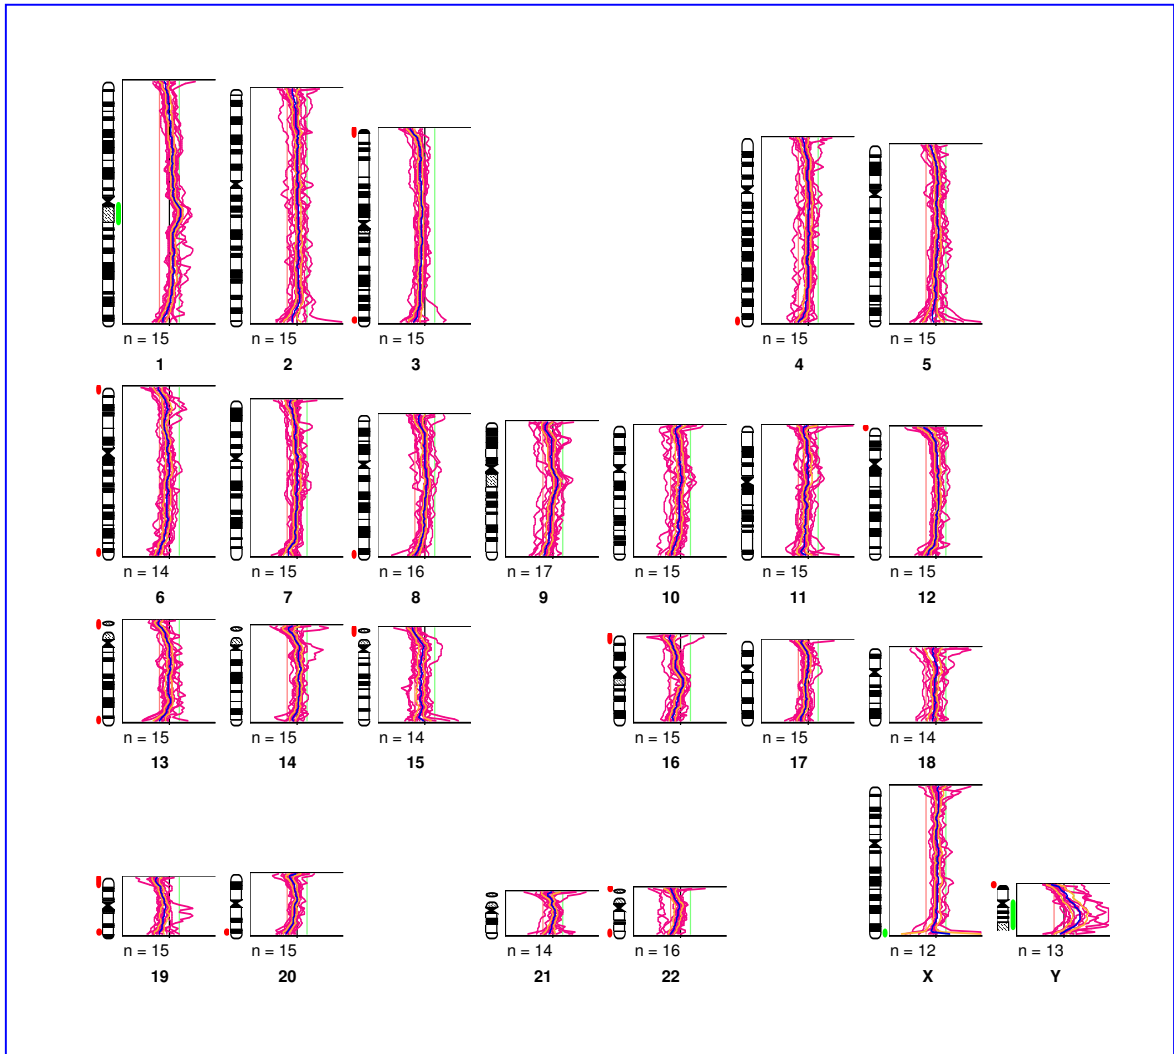 n = 15 n = 15 n = 15 n = 15 n = 15
1 2 3 4 5
n = 14 n = 15 n = 16 n = 17 n = 15 n = 15 n = 15
6 7 8 9 10 11 12
n = 15 n = 15 n = 14 n = 15 n = 15 n = 14
13 14 15 16 17 18
n = 15 n = 15 n = 14 n = 16 n = 12 n = 13
19 20 21 22 X Y